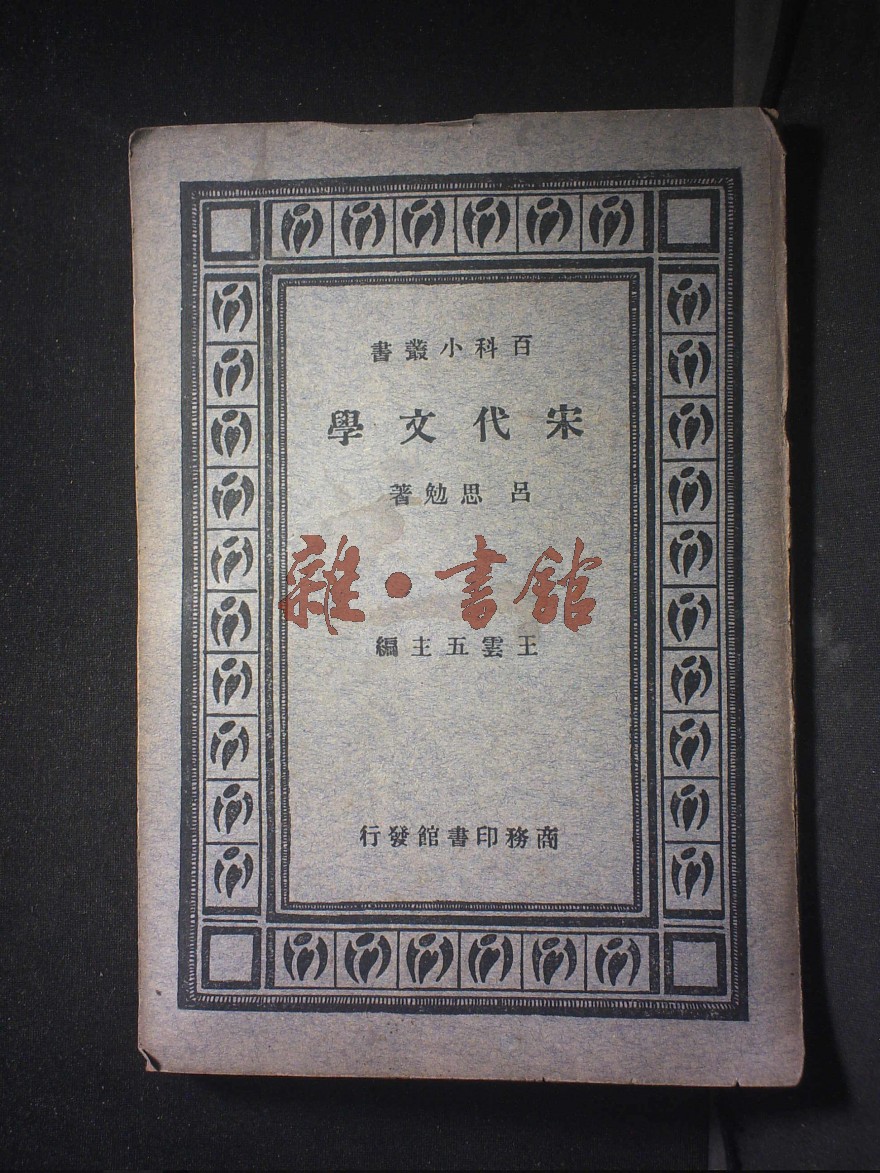 百科小叢書
宋代文學
呂思勉著
雜·書館
王雲五主編
商務印書館發行